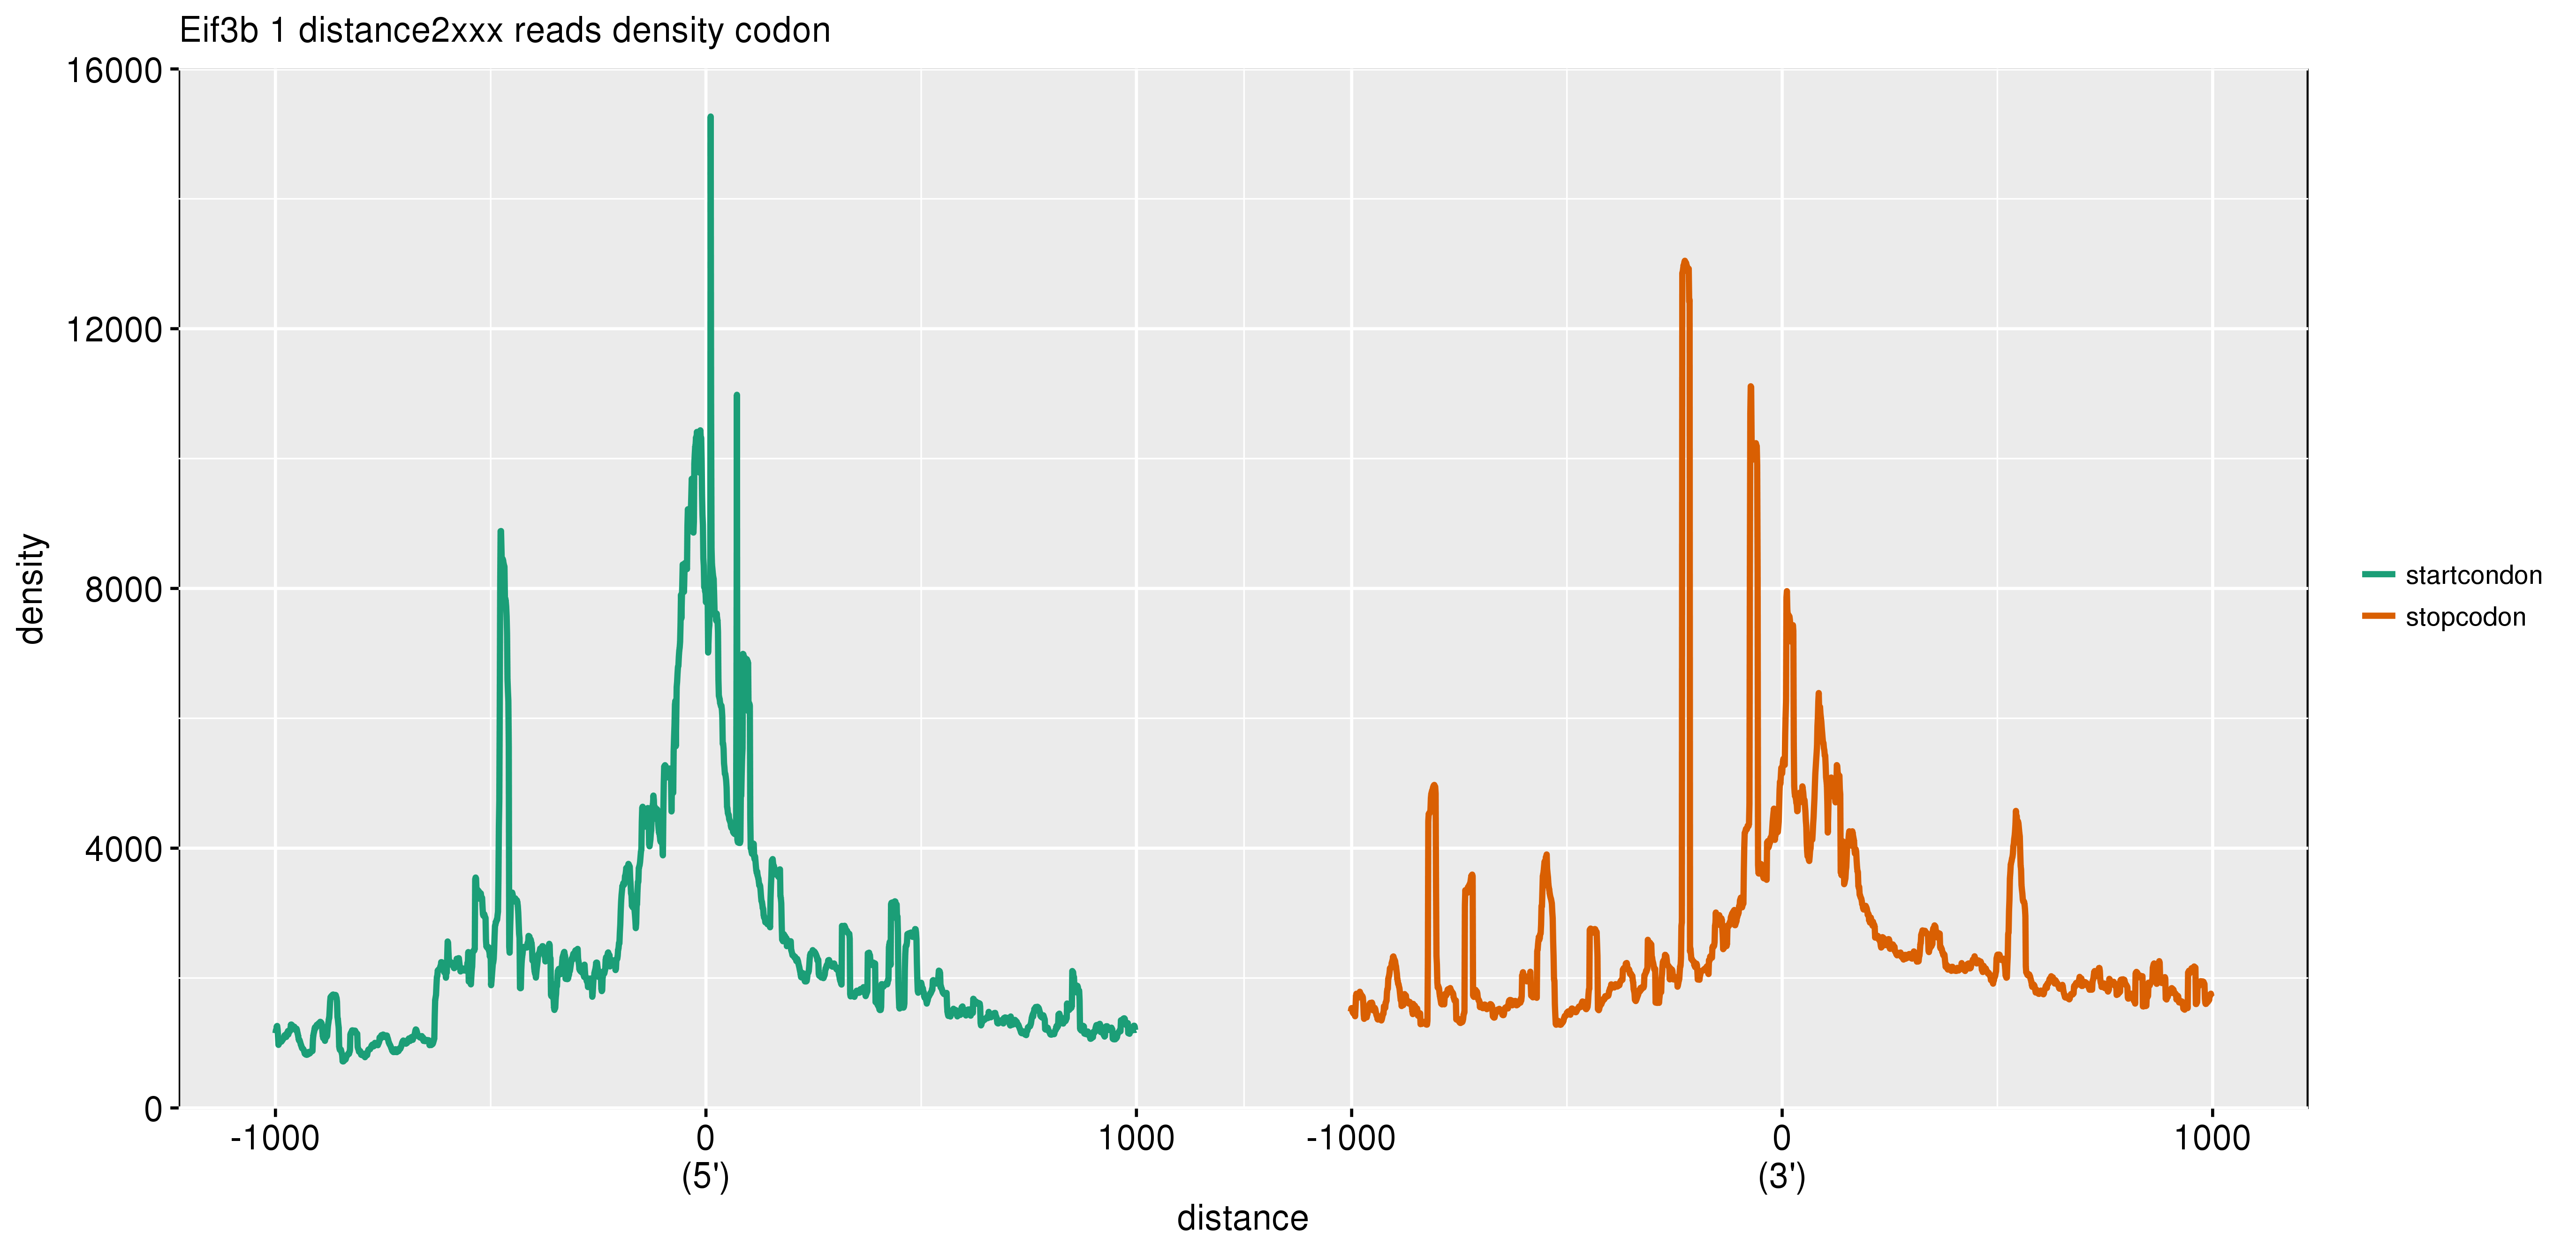 Eif3b 1 distance2xxx reads density codon
16000
12000
8000
4000
0
density
-1000
0
1000
-1000
0
1000
(5')
(3')
distance
startcondon
stopcodon